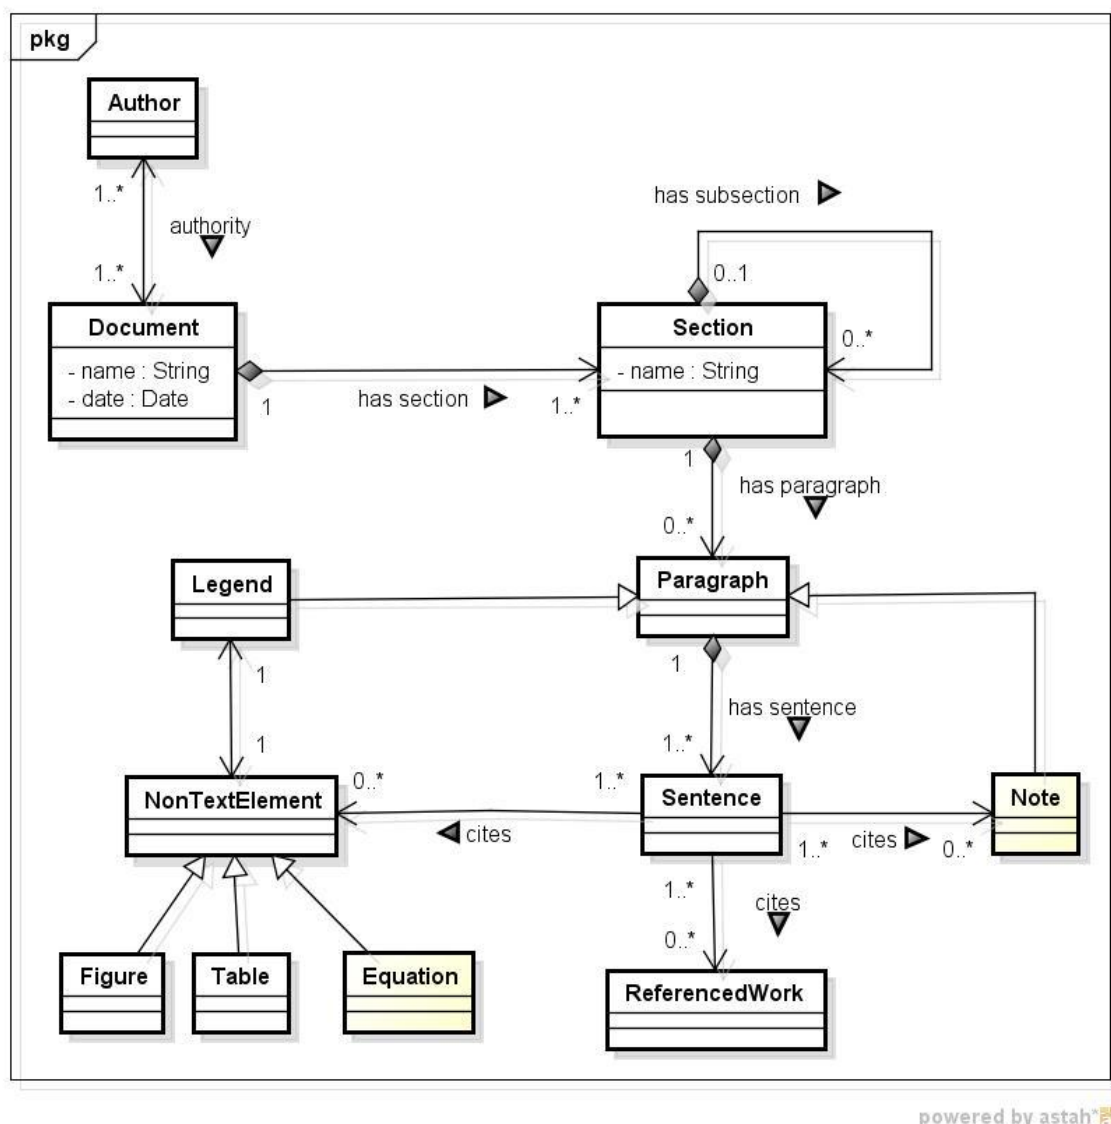 pkg
Author
1..*
authority
1..*
has subsection
0..1
Document
- name : String
- date : Date
Section
- name : String
0..*
1
has section
1..*
1
has paragraph
0..*
Legend
Paragraph
1
1
has sentence
1
1..*
0..*
1..*
NonTextElement
Sentence
Note
cites
1..*
cites
0..*
1..*
cites
0..*
Figure
Table
Equation
ReferencedWork
powered by astah*